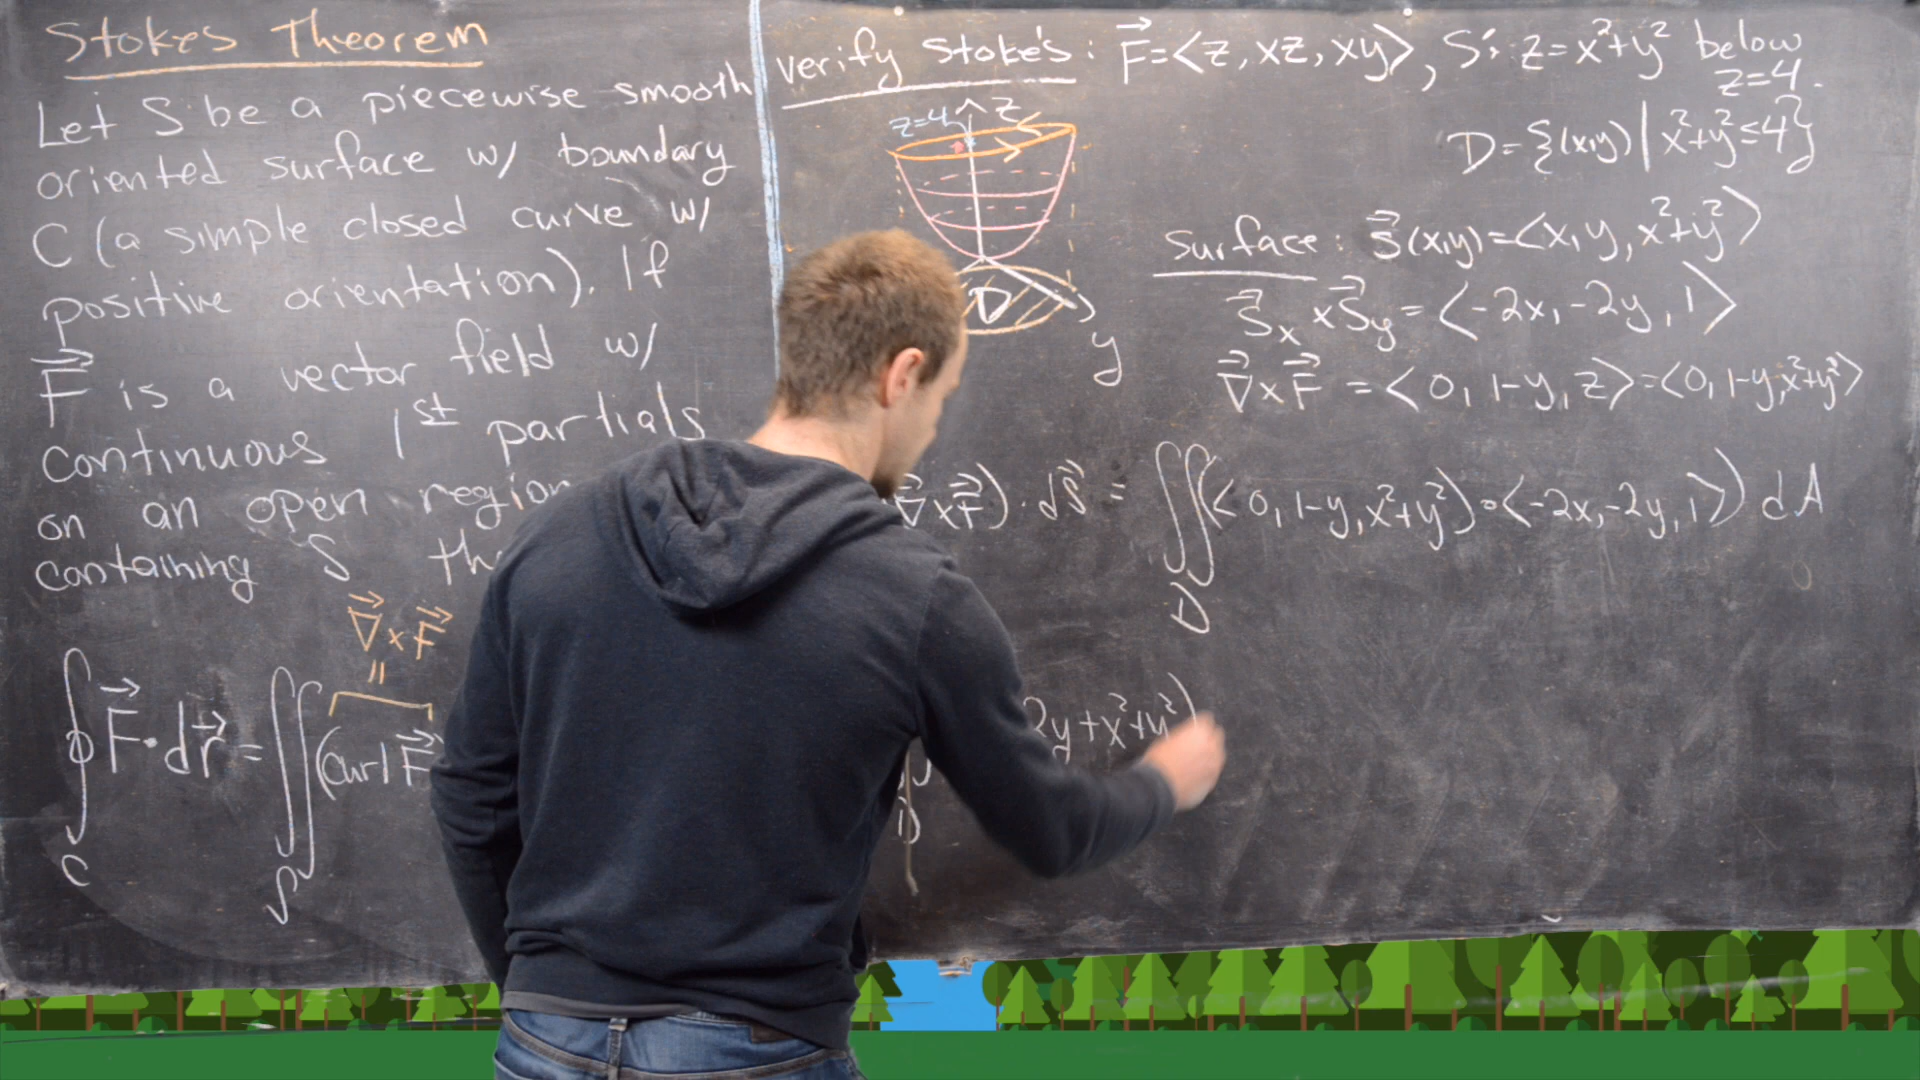 Stokes Theorem
Let S be a piecewise smooth
oriented surface w/ boundary
C (a simple closed curve w/
positive orientation). If
F⃗ is a vector field w/
continuous 1st partials
on an open region
containing S
∇⃗×F⃗
=
∮ F⃗·dr⃗ = ∬ (curl F⃗
C
S
verify Stoke's: F⃗=<z, xz, xy>, S: z=x²+y² below
z=4.
z=4
z
D={(x,y)|x²+y²≤4}
D
y
Surface: S⃗(x,y)=<x,y,x²+y²>
S⃗x×S⃗y=<-2x,-2y,1>
∇⃗×F⃗ =<0,1-y,z>=<0,1-y,x²+y²>
∇⃗×F⃗)·dS⃗ = ∬(<0,1-y,x²+y²>·<-2x,-2y,1>) dA
D
2y+x²+y²)
D